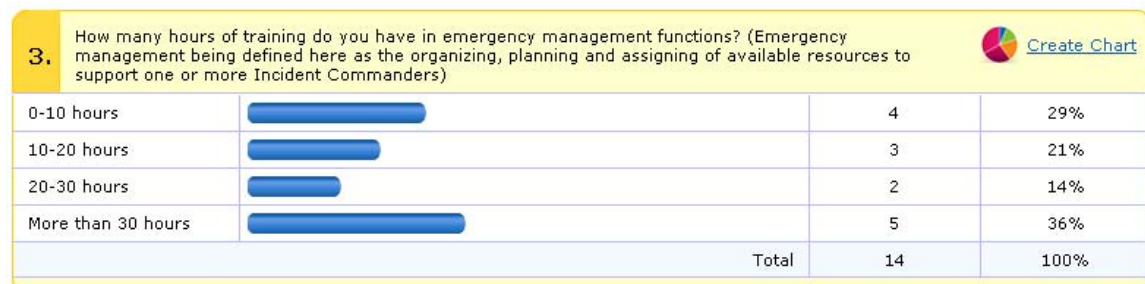 3. How many hours of training do you have in emergency management functions? (Emergency
management being defined here as the organizing, planning and assigning of available resources to
support one or more Incident Commanders)
Create Chart
0-10 hours 4 29%
10-20 hours 3 21%
20-30 hours 2 14%
More than 30 hours 5 36%
Total 14 100%